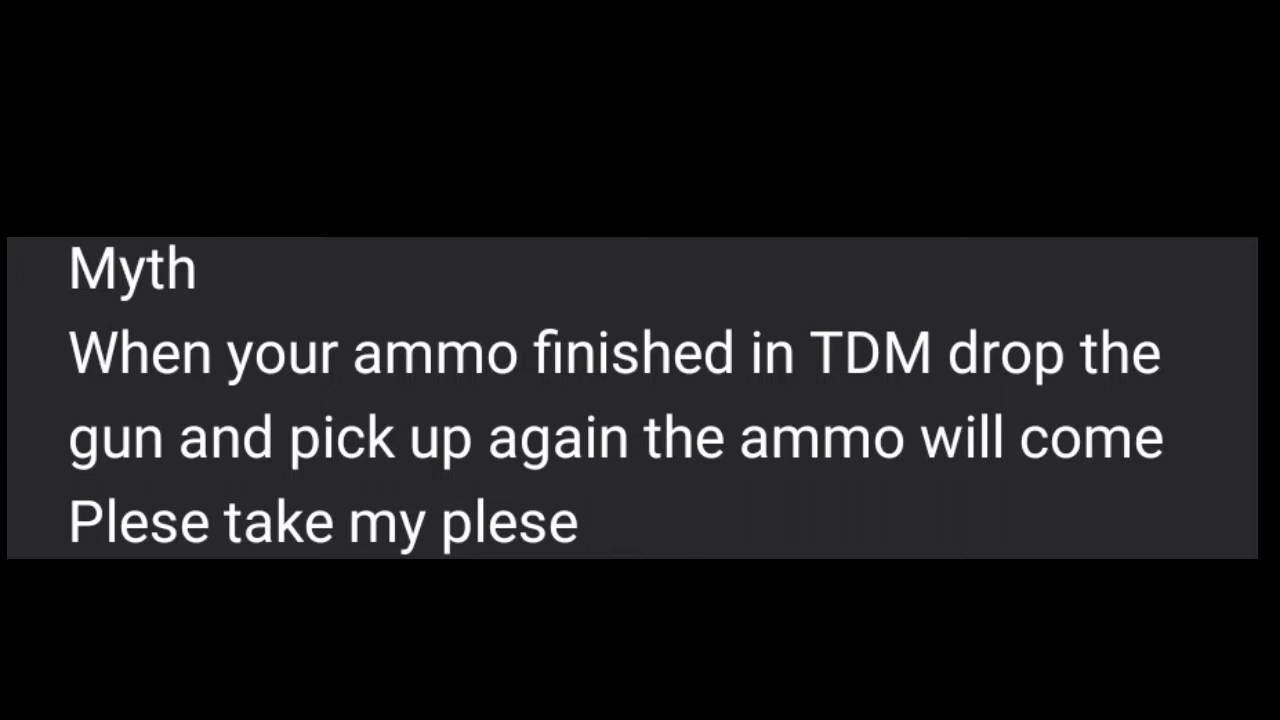 Myth
When your ammo finished in TDM drop the
gun and pick up again the ammo will come
Plese take my plese